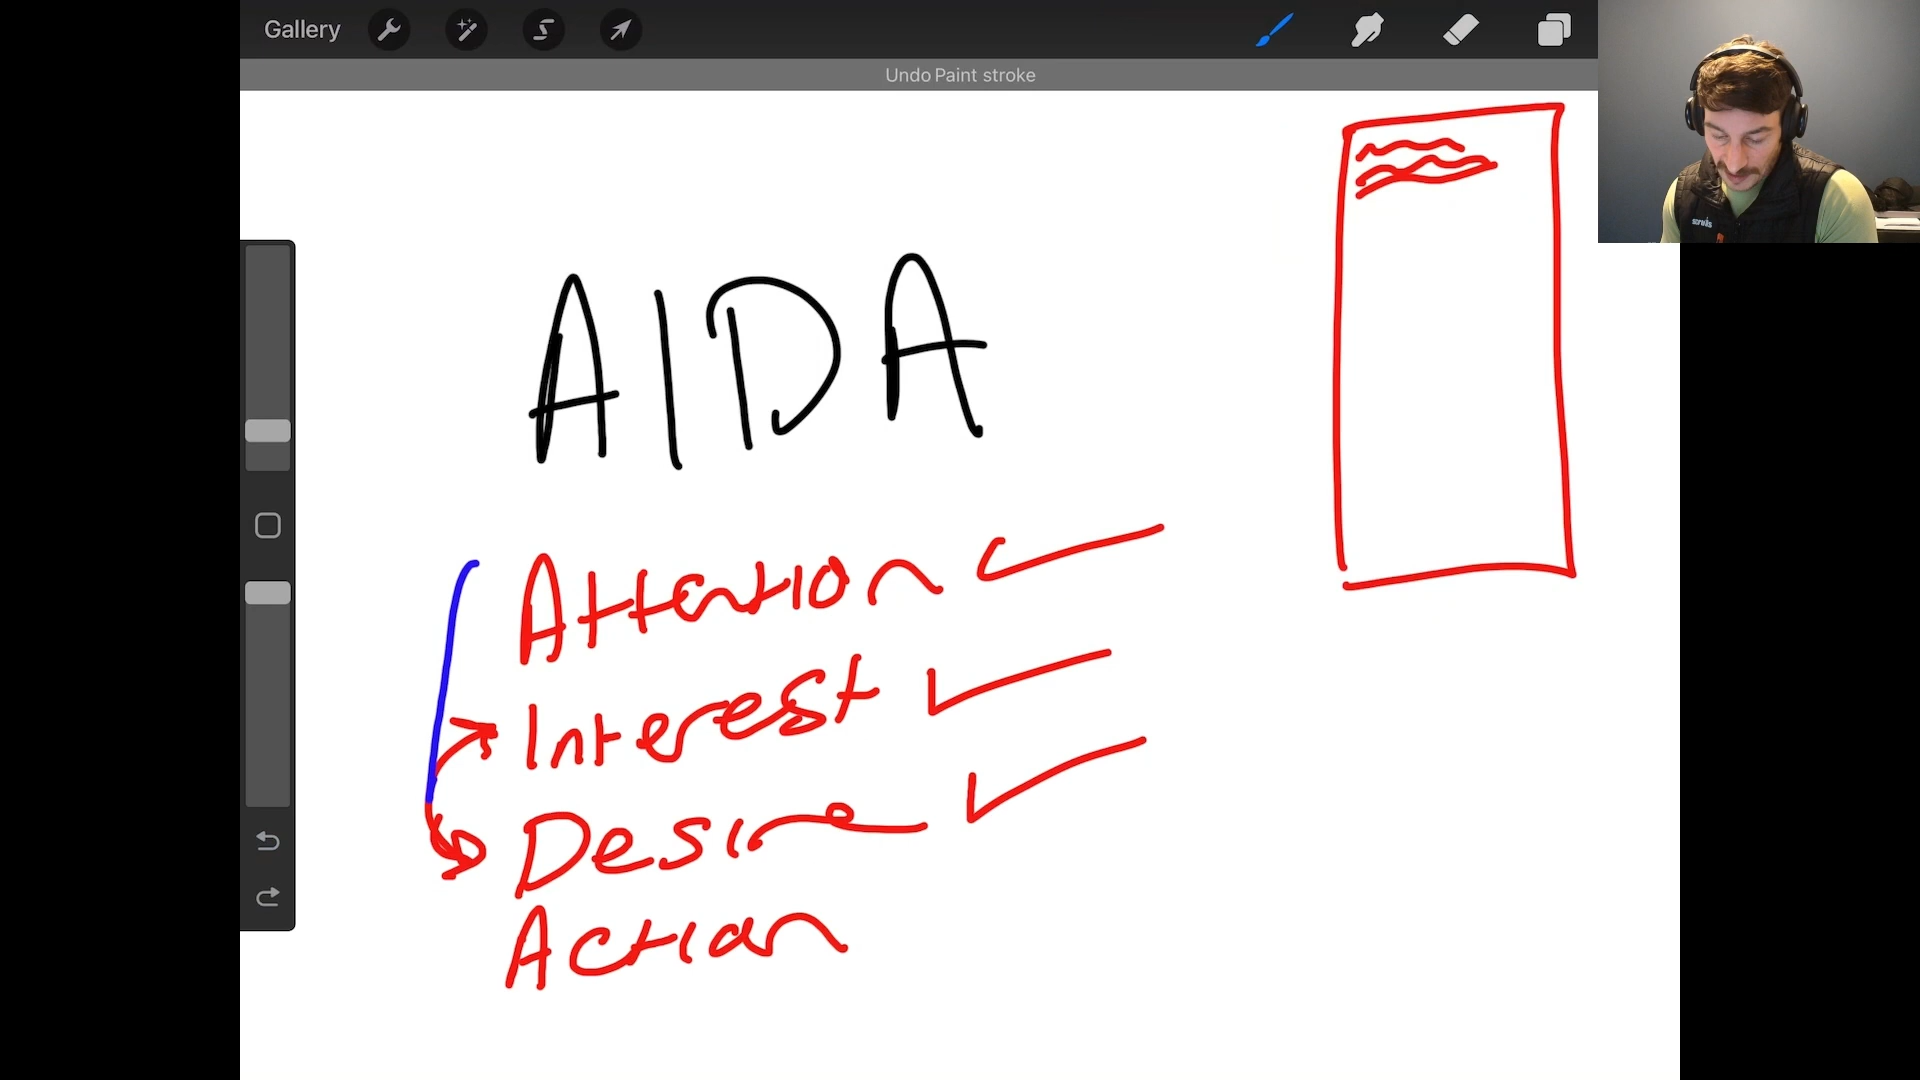 Gallery
Undo Paint stroke
AIDA
Attention
Interest
Desire
Action